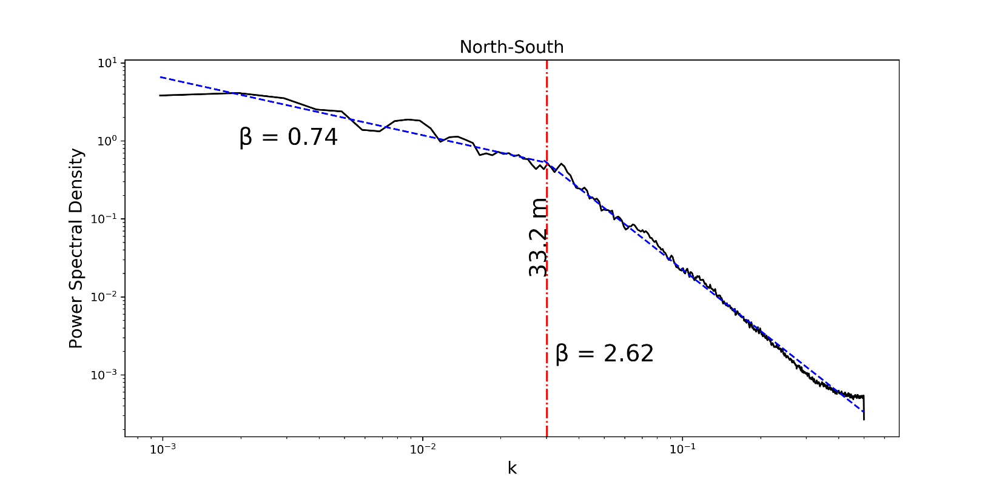 North-South
10¹
10⁰
10⁻¹
10⁻²
10⁻³
Power Spectral Density
β = 0.74
33.2 m
β = 2.62
10⁻³
10⁻²
10⁻¹
k